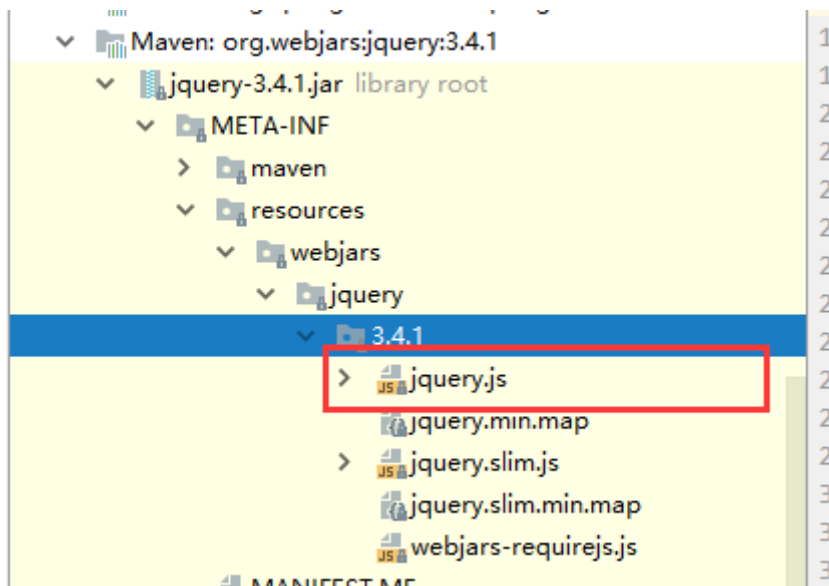 Maven: org.webjars:jquery:3.4.1
jquery-3.4.1.jar library root
META-INF
maven
resources
webjars
jquery
3.4.1
jquery.js
jquery.min.map
jquery.slim.js
jquery.slim.min.map
webjars-requirejs.js
MANIFEST.MF